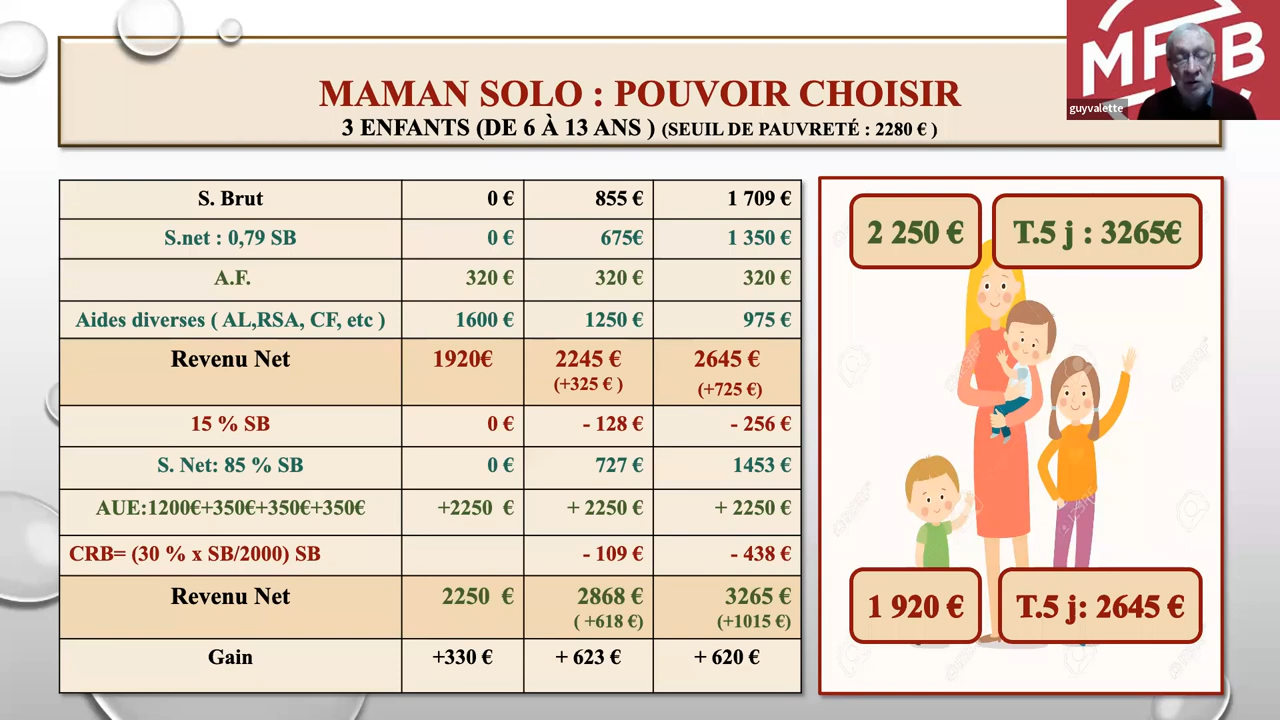 MAMAN SOLO : POUVOIR CHOISIR
3 ENFANTS (DE 6 À 13 ANS ) (SEUIL DE PAUVRETÉ : 2280 € )
guyvalette
S. Brut 0 € 855 € 1 709 €
S.net : 0,79 SB 0 € 675€ 1 350 €
A.F. 320 € 320 € 320 €
Aides diverses ( AL,RSA, CF, etc ) 1600 € 1250 € 975 €
Revenu Net 1920€ 2245 € 2645 €
(+325 € ) (+725 €)
15 % SB 0 € - 128 € - 256 €
S. Net: 85 % SB 0 € 727 € 1453 €
AUE:1200€+350€+350€+350€ +2250 € + 2250 € + 2250 €
CRB= (30 % x SB/2000) SB - 109 € - 438 €
Revenu Net 2250 € 2868 € 3265 €
( +618 €) (+1015 €)
Gain +330 € + 623 € + 620 €
2 250 € T.5 j : 3265€
1 920 € T.5 j: 2645 €